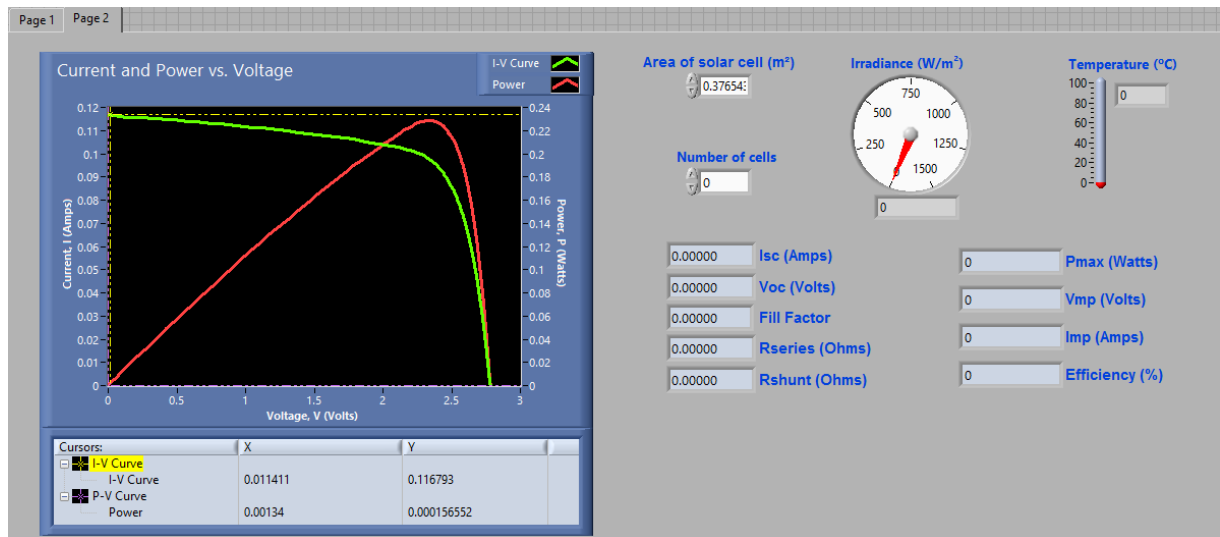 Page 1 Page 2
Current and Power vs. Voltage
I-V Curve
Power
0.12
0.11
0.1
0.09
0.08
0.07
0.06
0.05
0.04
0.03
0.02
0.01
0
Current, I (Amps)
0.24
0.22
0.2
0.18
0.16
0.14
0.12
0.1
0.08
0.06
0.04
0.02
0
Power, P (Watts)
0 0.5 1 1.5 2 2.5 3
Voltage, V (Volts)
Cursors: X Y
I-V Curve
I-V Curve 0.011411 0.116793
P-V Curve
Power 0.00134 0.000156552
Area of solar cell (m²)
0.37654
Number of cells
0
Irradiance (W/m²)
0 250 500 750 1000 1250 1500
0
Temperature (ºC)
100
80
60
40
20
0
0
0.00000 Isc (Amps)
0.00000 Voc (Volts)
0.00000 Fill Factor
0.00000 Rseries (Ohms)
0.00000 Rshunt (Ohms)
0 Pmax (Watts)
0 Vmp (Volts)
0 Imp (Amps)
0 Efficiency (%)